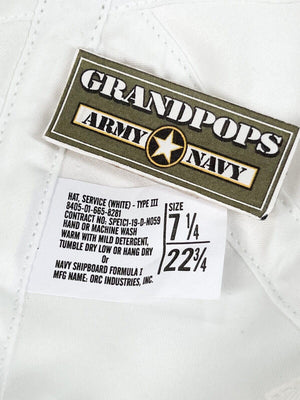 GRANDPOPS
ARMY NAVY
HAT, SERVICE (WHITE) - TYPE III
8405-01-665-8281
CONTRACT NO: SPE1C1-19-D-N059
HAND OR MACHINE WASH
WARM WITH MILD DETERGENT,
TUMBLE DRY LOW OR HANG DRY
OR
NAVY SHIPBOARD FORMULA I
MFG NAME: ORC INDUSTRIES, INC.
SIZE
7 1/4
22 3/4